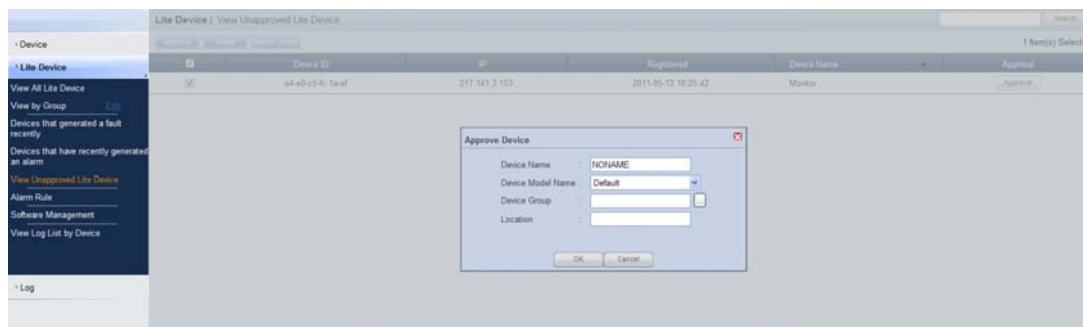 Lite Device | View Unapproved Lite Device
Search
Device
1 Item(s) Select
Lite Device
Device ID IP Registered Device Name Approval
View All Lite Device
217.141.3.153 2011-05-12 18:25:42 Monitor Approval
View by Group Edit
Devices that generated a fault recently
Devices that have recently generated an alarm
View Unapproved Lite Device
Alarm Rule
Software Management
View Log List by Device
Log
Approve Device
Device Name : NONAME
Device Model Name : Default
Device Group : ...
Location :
OK Cancel